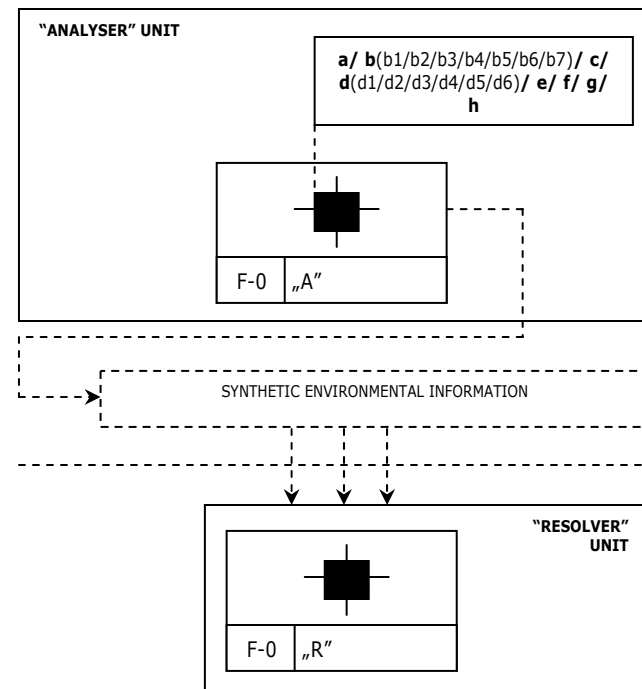 “ANALYSER” UNIT
a/ b(b1/b2/b3/b4/b5/b6/b7)/ c/
d(d1/d2/d3/d4/d5/d6)/ e/ f/ g/
h
F-0
„A”
SYNTHETIC ENVIRONMENTAL INFORMATION
“RESOLVER”
UNIT
F-0
„R”